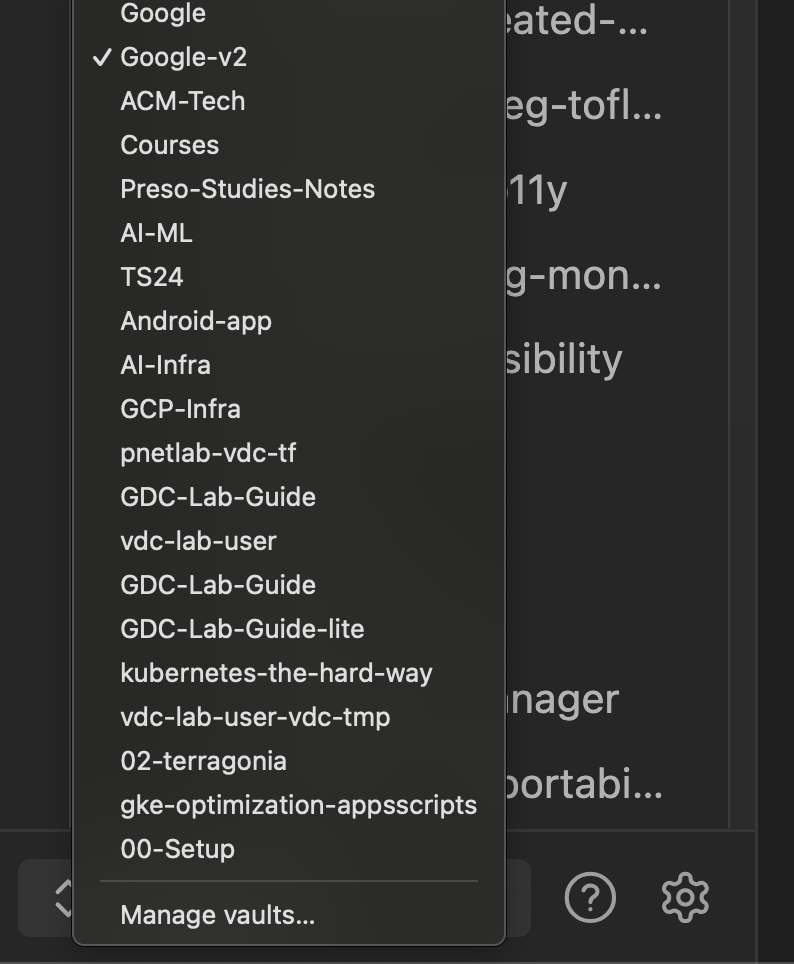 Google
eated-...
✓ Google-v2
ACM-Tech
eg-tofl...
Courses
Preso-Studies-Notes
11y
AI-ML
TS24
g-mon...
Android-app
AI-Infra
sibility
GCP-Infra
pnetlab-vdc-tf
GDC-Lab-Guide
vdc-lab-user
GDC-Lab-Guide
GDC-Lab-Guide-lite
kubernetes-the-hard-way
nager
vdc-lab-user-vdc-tmp
02-terragonia
portabi...
gke-optimization-appsscripts
00-Setup
Manage vaults...